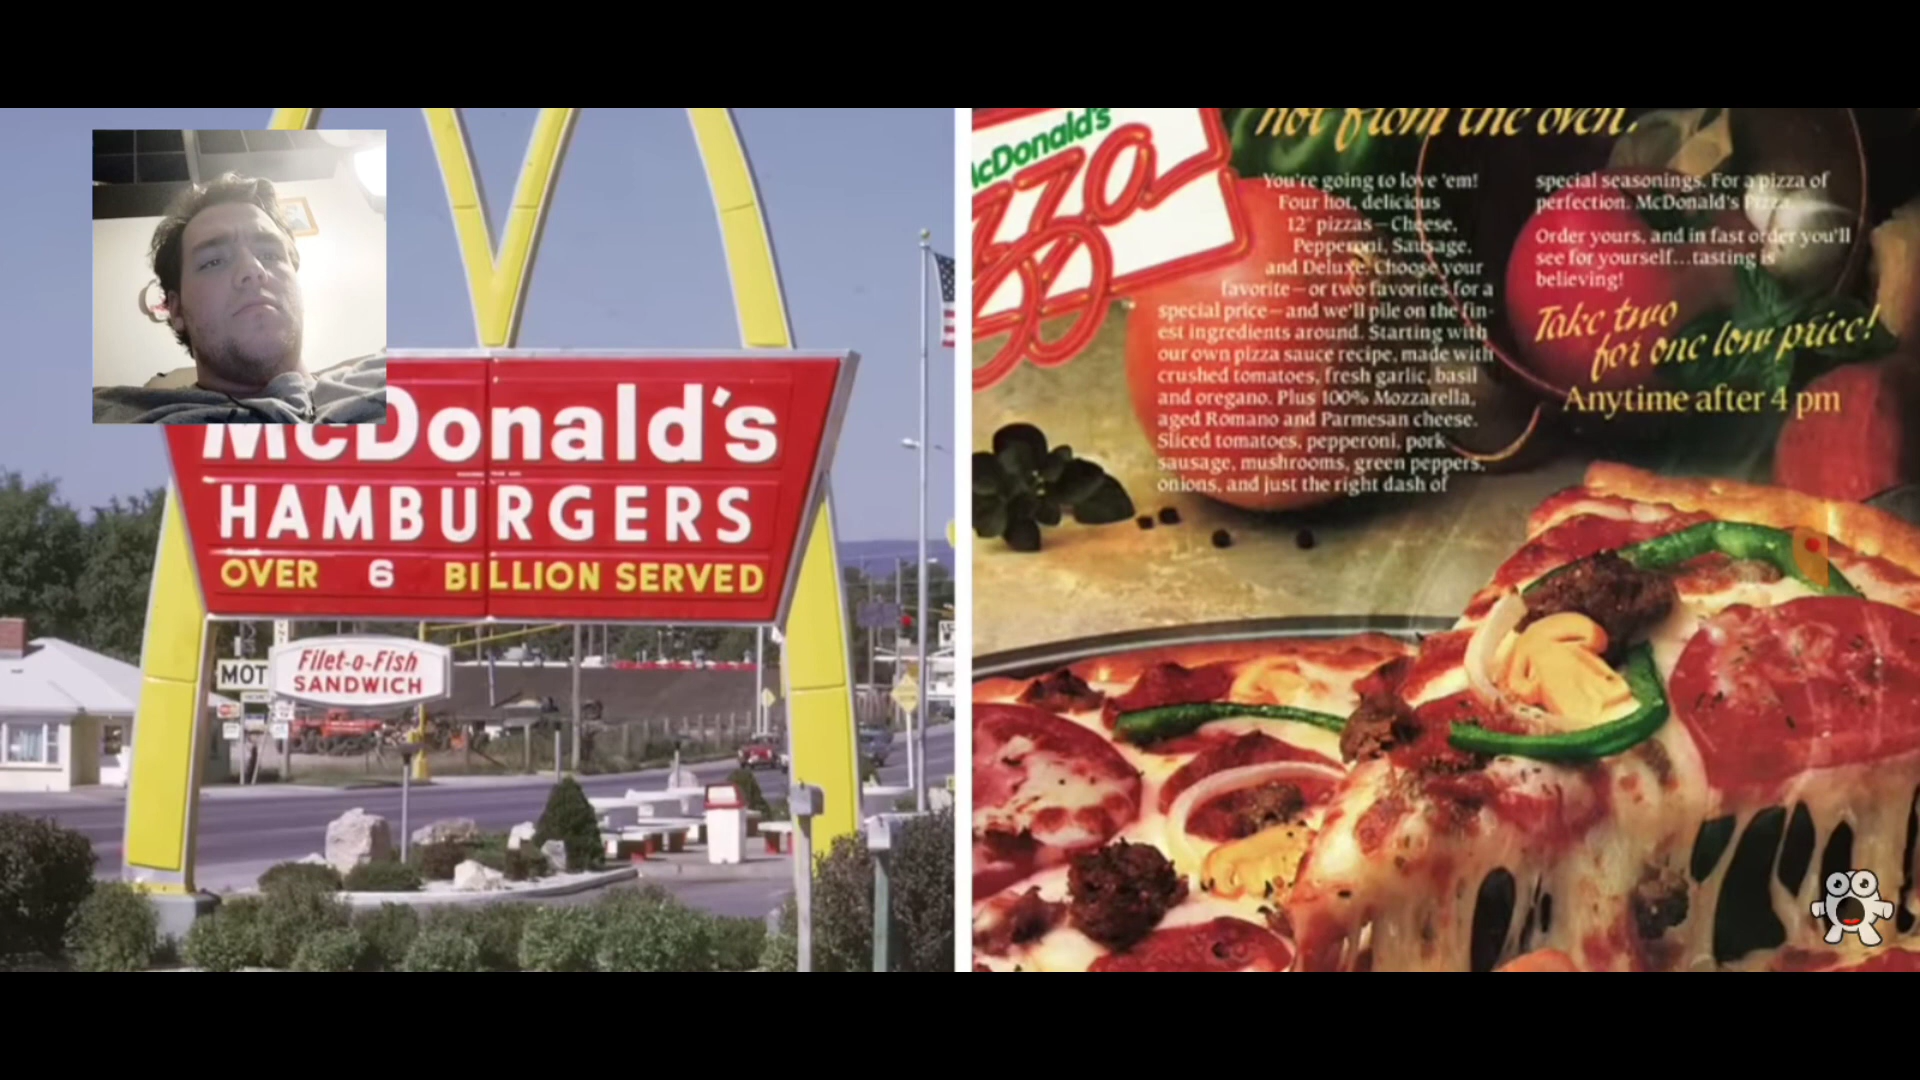 McDonald's
HAMBURGERS
OVER 6 BILLION SERVED
MOT
Filet-o-Fish
SANDWICH
McDonald's
hot from the oven.
You're going to love 'em!
Four hot, delicious
12" pizzas—Cheese,
Pepperoni, Sausage,
and Deluxe. Choose your
favorite—or two favorites for a
special price—and we'll pile on the fin-
est ingredients around. Starting with
our own pizza sauce recipe, made with
crushed tomatoes, fresh garlic, basil
and oregano. Plus 100% Mozzarella,
aged Romano and Parmesan cheese.
Sliced tomatoes, pepperoni, pork
sausage, mushrooms, green peppers,
onions, and just the right dash of
special seasonings. For a pizza of
perfection. McDonald's Pizza.
Order yours, and in fast order you'll
see for yourself...tasting is
believing!
Take two
for one low price!
Anytime after 4 pm